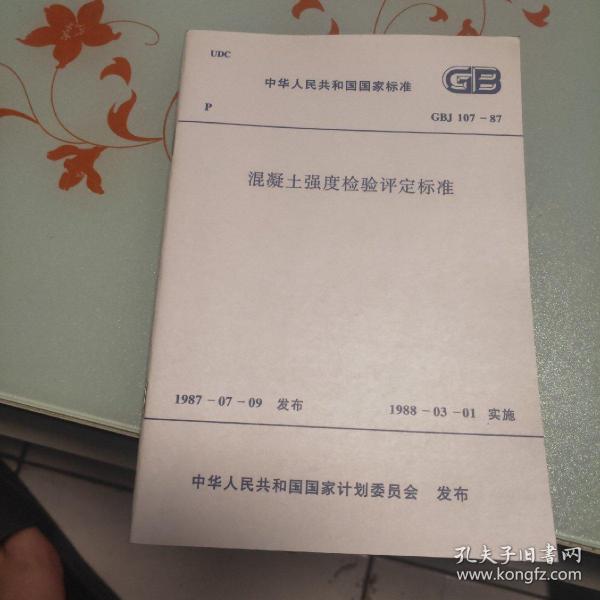 UDC
中华人民共和国国家标准
GB
P
GBJ 107-87
混凝土强度检验评定标准
1987-07-09 发布
1988-03-01 实施
中华人民共和国国家计划委员会 发布
孔夫子旧书网
www.kongfz.com